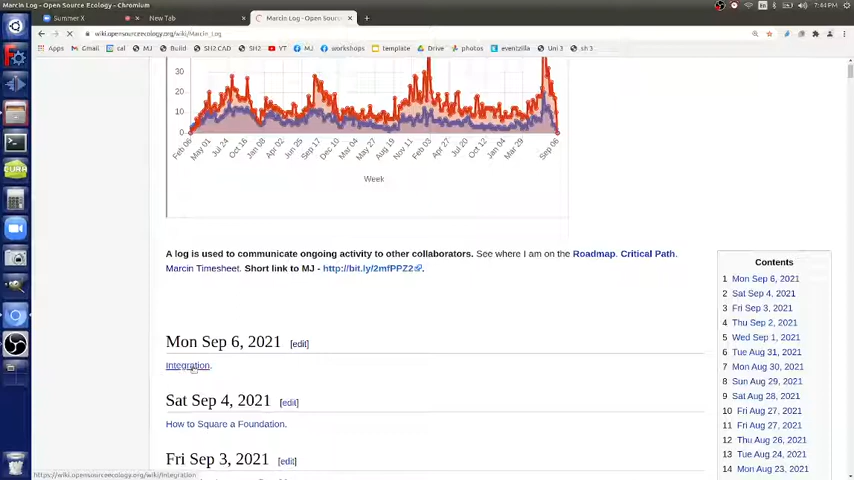 Marcin Log - Open Source Ecology - Chromium
7:44 PM
Summer X
New Tab
Marcin Log - Open Sour
wiki.opensourceecology.org/wiki/Marcin_Log
Apps Gmail cal MJ Build SH2CAD SH2 YT MJ workshops template Drive photos eventzilla Uni 3 sh 3
30
20
10
0
Feb 06 May 01 Jul 24 Oct 16 Jan 08 Apr 02 Jun 25 Sep 17 Dec 10 Mar 04 May 27 Aug 19 Nov 11 Feb 03 Apr 27 Jul 20 Oct 12 Jan 04 Mar 29 Sep 06
Week
A log is used to communicate ongoing activity to other collaborators. See where I am on the Roadmap. Critical Path.
Marcin Timesheet. Short link to MJ - http://bit.ly/2mfPPZ2.
Contents
1 Mon Sep 6, 2021
2 Sat Sep 4, 2021
3 Fri Sep 3, 2021
4 Thu Sep 2, 2021
5 Wed Sep 1, 2021
6 Tue Aug 31, 2021
7 Mon Aug 30, 2021
8 Sun Aug 29, 2021
9 Sat Aug 28, 2021
10 Fri Aug 27, 2021
11 Fri Aug 27, 2021
12 Thu Aug 26, 2021
13 Tue Aug 24, 2021
14 Mon Aug 23, 2021
Mon Sep 6, 2021 [edit]
Integration.
Sat Sep 4, 2021 [edit]
How to Square a Foundation.
Fri Sep 3, 2021 [edit]
https://wiki.opensourceecology.org/wiki/Integration